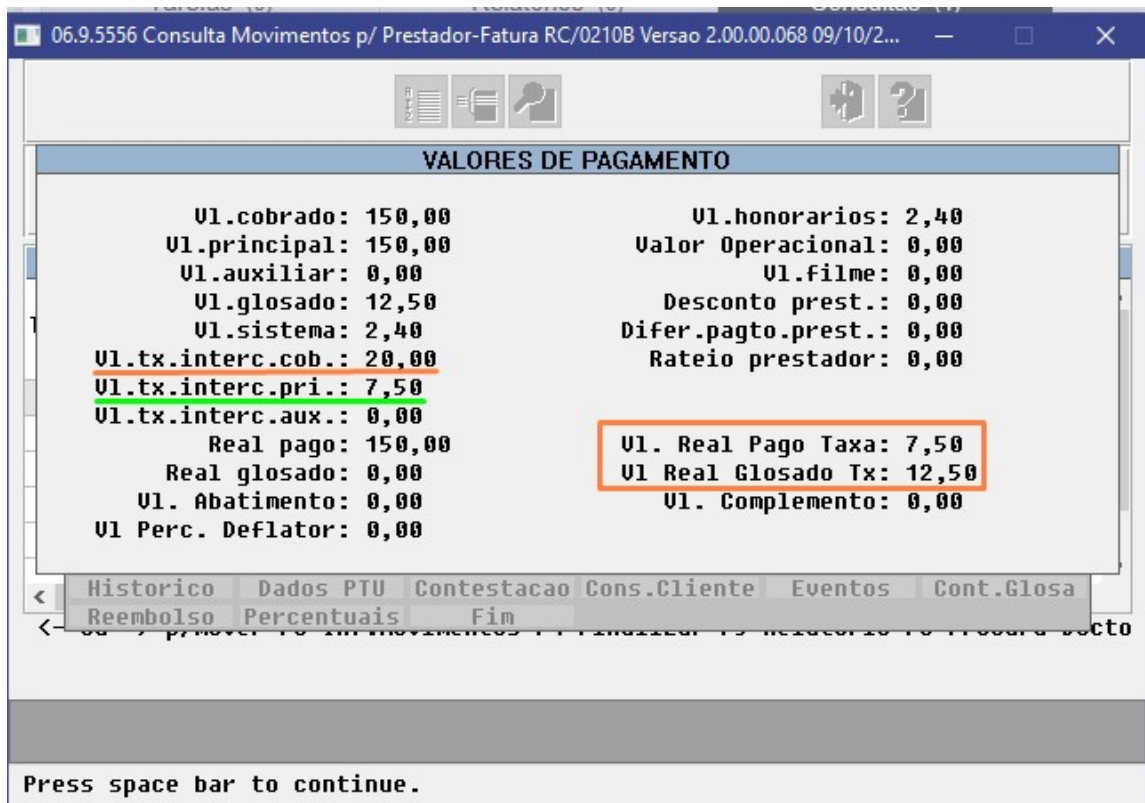 06.9.5556 Consulta Movimentos p/ Prestador-Fatura RC/0210B Versao 2.00.00.068 09/10/2...
VALORES DE PAGAMENTO
Vl.cobrado: 150,00
Vl.principal: 150,00
Vl.auxiliar: 0,00
Vl.glosado: 12,50
Vl.sistema: 2,40
Vl.tx.interc.cob.: 20,00
Vl.tx.interc.pri.: 7,50
Vl.tx.interc.aux.: 0,00
Real pago: 150,00
Real glosado: 0,00
Vl. Abatimento: 0,00
Vl Perc. Deflator: 0,00
Vl.honorarios: 2,40
Valor Operacional: 0,00
Vl.filme: 0,00
Desconto prest.: 0,00
Difer.pagto.prest.: 0,00
Rateio prestador: 0,00
Vl. Real Pago Taxa: 7,50
Vl Real Glosado Tx: 12,50
Vl. Complemento: 0,00
Historico Dados PTU Contestacao Cons.Cliente Eventos Cont.Glosa
Reembolso Percentuais Fim
Press space bar to continue.